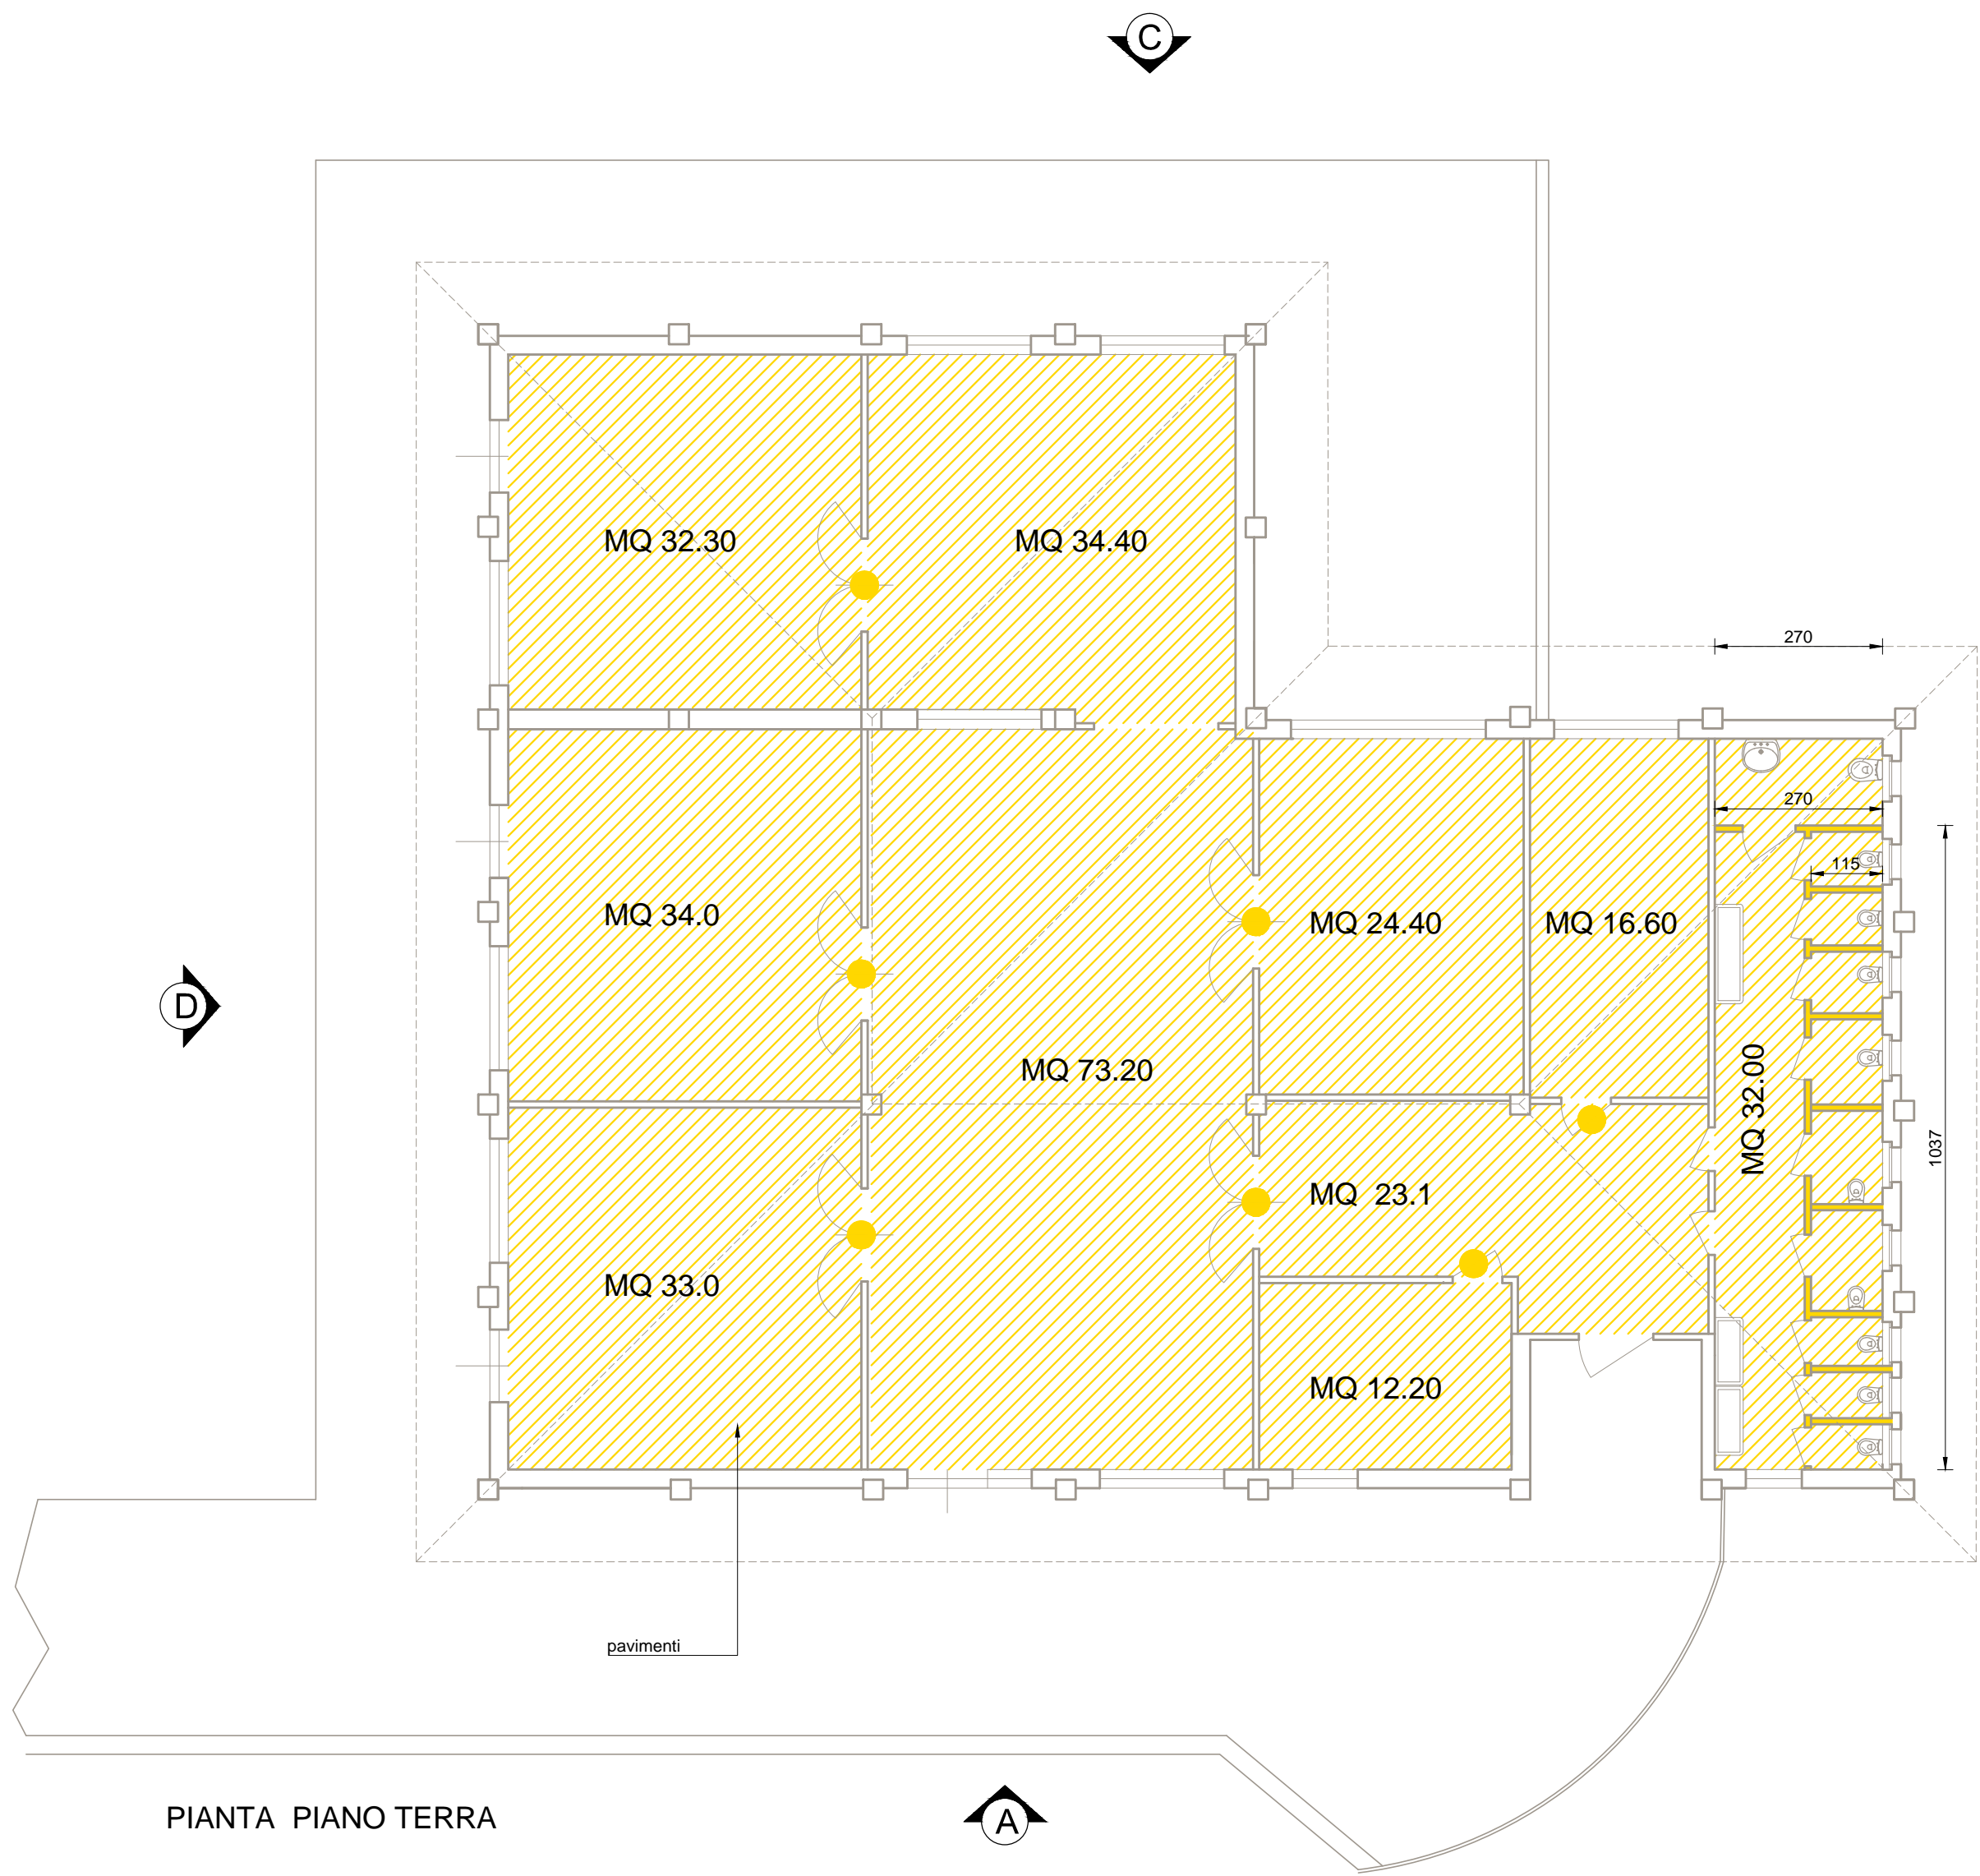 C
MQ 32.30
MQ 34.40
270
270
115
MQ 34.0
MQ 24.40
MQ 16.60
D
MQ 73.20
MQ 32.00
1037
MQ 23.1
MQ 33.0
MQ 12.20
pavimenti
PIANTA PIANO TERRA
A